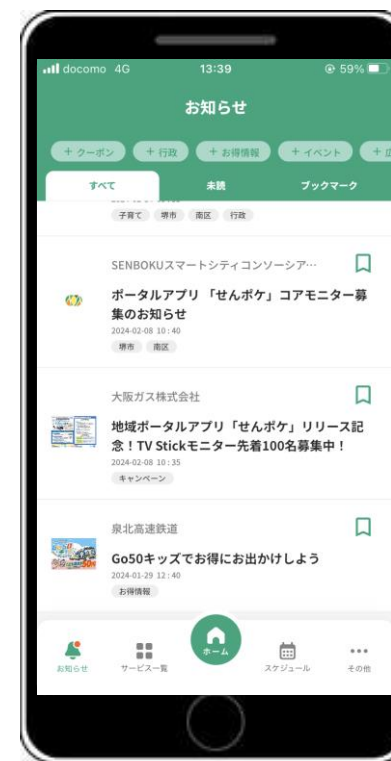 docomo 4G 13:39 59%
お知らせ
+ クーポン + 行政 + お得情報 + イベント +
すべて 未読 ブックマーク
子育て 堺市 南区 行政
SENBOKUスマートシティコンソーシア…
ポータルアプリ 「せんポケ」コアモニター募
集のお知らせ
2024-02-08 10:40
堺市 南区
大阪ガス株式会社
地域ポータルアプリ「せんポケ」リリース記
念!TV Stickモニター先着100名募集中!
2024-02-08 10:35
キャンペーン
泉北高速鉄道
Go50キッズでお得にお出かけしよう
2024-01-29 12:40
お得情報
お知らせ サービス一覧 ホーム スケジュール その他